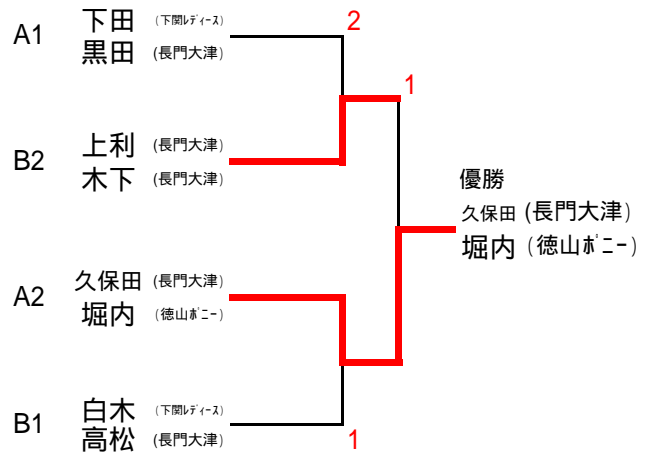 A1 下田 (下関ﾚﾃﾞｨｰｽ)
黒田 (長門大津)
2
1
B2 上利 (長門大津)
木下 (長門大津)
優勝
久保田 (長門大津)
堀内 (徳山ﾎﾟﾆｰ)
A2 久保田 (長門大津)
堀内 (徳山ﾎﾟﾆｰ)
B1 白木 (下関ﾚﾃﾞｨｰｽ)
高松 (長門大津)
1